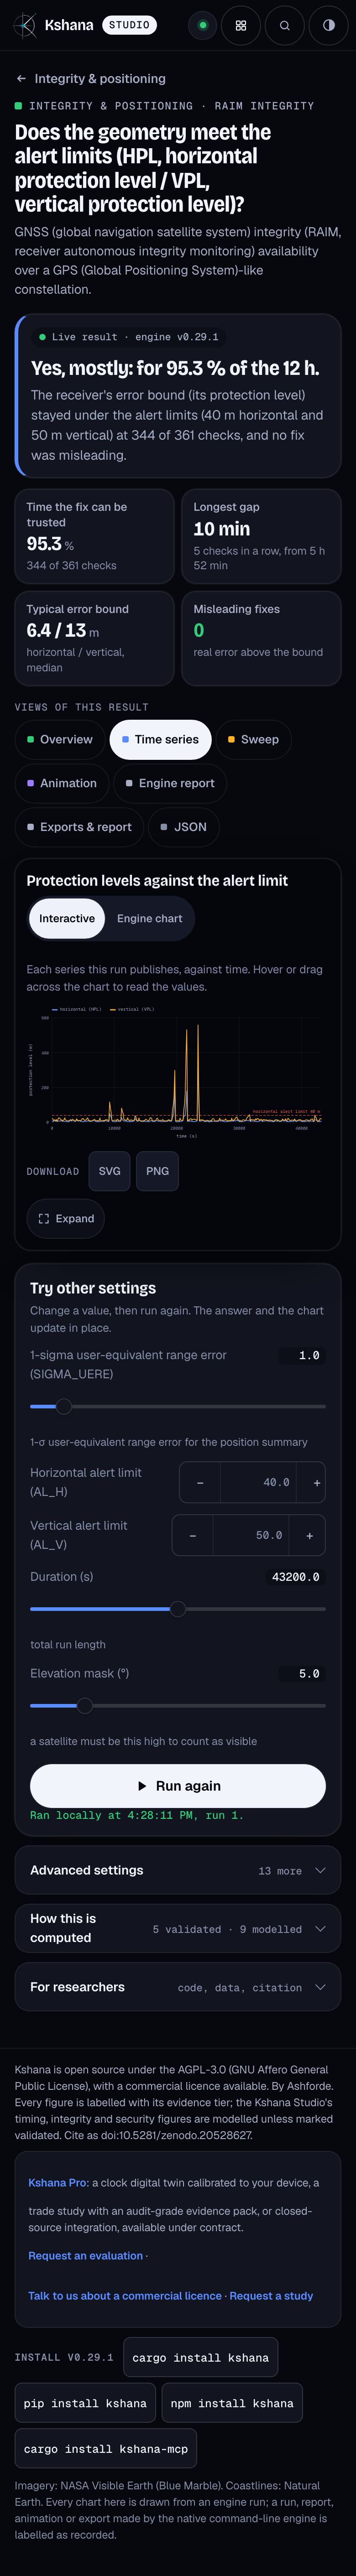 Kshana STUDIO
← Integrity & positioning
INTEGRITY & POSITIONING · RAIM INTEGRITY
Does the geometry meet the
alert limits (HPL, horizontal
protection level / VPL,
vertical protection level)?
GNSS (global navigation satellite system) integrity (RAIM,
receiver autonomous integrity monitoring) availability
over a GPS (Global Positioning System)-like
constellation.
Live result · engine v0.29.1
Yes, mostly: for 95.3 % of the 12 h.
The receiver's error bound (its protection level)
stayed under the alert limits (40 m horizontal and
50 m vertical) at 344 of 361 checks, and no fix
was misleading.
Time the fix can be
trusted
95.3 %
344 of 361 checks
Longest gap
10 min
5 checks in a row, from 5 h
52 min
Typical error bound
6.4 / 13 m
horizontal / vertical,
median
Misleading fixes
0
real error above the bound
VIEWS OF THIS RESULT
Overview
Time series
Sweep
Animation
Engine report
Exports & report
JSON
Protection levels against the alert limit
Interactive
Engine chart
Each series this run publishes, against time. Hover or drag
across the chart to read the values.
horizontal (HPL) vertical (VPL)
protection level (m)
600
400
200
0
horizontal alert limit 40 m
0 10000 20000 30000 40000
time (s)
DOWNLOAD SVG PNG
Expand
Try other settings
Change a value, then run again. The answer and the chart
update in place.
1-sigma user-equivalent range error
(SIGMA_UERE)
1.0
1-σ user-equivalent range error for the position summary
Horizontal alert limit
(AL_H)
− 40.0 +
Vertical alert limit
(AL_V)
− 50.0 +
Duration (s) 43200.0
total run length
Elevation mask (°) 5.0
a satellite must be this high to count as visible
Run again
Ran locally at 4:28:11 PM, run 1.
Advanced settings 13 more
How this is
computed
5 validated · 9 modelled
For researchers code, data, citation
Kshana is open source under the AGPL-3.0 (GNU Affero General
Public License), with a commercial licence available. By Ashforde.
Every figure is labelled with its evidence tier; the Kshana Studio's
timing, integrity and security figures are modelled unless marked
validated. Cite as doi:10.5281/zenodo.20528627.
Kshana Pro: a clock digital twin calibrated to your device, a
trade study with an audit-grade evidence pack, or closed-
source integration, available under contract.
Request an evaluation ·
Talk to us about a commercial licence · Request a study
INSTALL V0.29.1 cargo install kshana
pip install kshana npm install kshana
cargo install kshana-mcp
Imagery: NASA Visible Earth (Blue Marble). Coastlines: Natural
Earth. Every chart here is drawn from an engine run; a run, report,
animation or export made by the native command-line engine is
labelled as recorded.